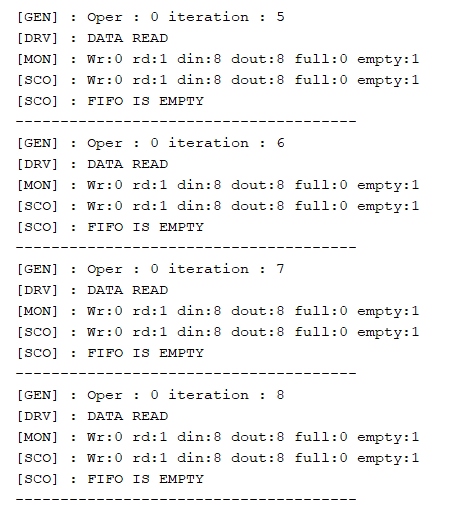 [GEN] : Oper : 0 iteration : 5
[DRV] : DATA READ
[MON] : Wr:0 rd:1 din:8 dout:8 full:0 empty:1
[SCO] : Wr:0 rd:1 din:8 dout:8 full:0 empty:1
[SCO] : FIFO IS EMPTY
--------------------------------------
[GEN] : Oper : 0 iteration : 6
[DRV] : DATA READ
[MON] : Wr:0 rd:1 din:8 dout:8 full:0 empty:1
[SCO] : Wr:0 rd:1 din:8 dout:8 full:0 empty:1
[SCO] : FIFO IS EMPTY
--------------------------------------
[GEN] : Oper : 0 iteration : 7
[DRV] : DATA READ
[MON] : Wr:0 rd:1 din:8 dout:8 full:0 empty:1
[SCO] : Wr:0 rd:1 din:8 dout:8 full:0 empty:1
[SCO] : FIFO IS EMPTY
--------------------------------------
[GEN] : Oper : 0 iteration : 8
[DRV] : DATA READ
[MON] : Wr:0 rd:1 din:8 dout:8 full:0 empty:1
[SCO] : Wr:0 rd:1 din:8 dout:8 full:0 empty:1
[SCO] : FIFO IS EMPTY
--------------------------------------